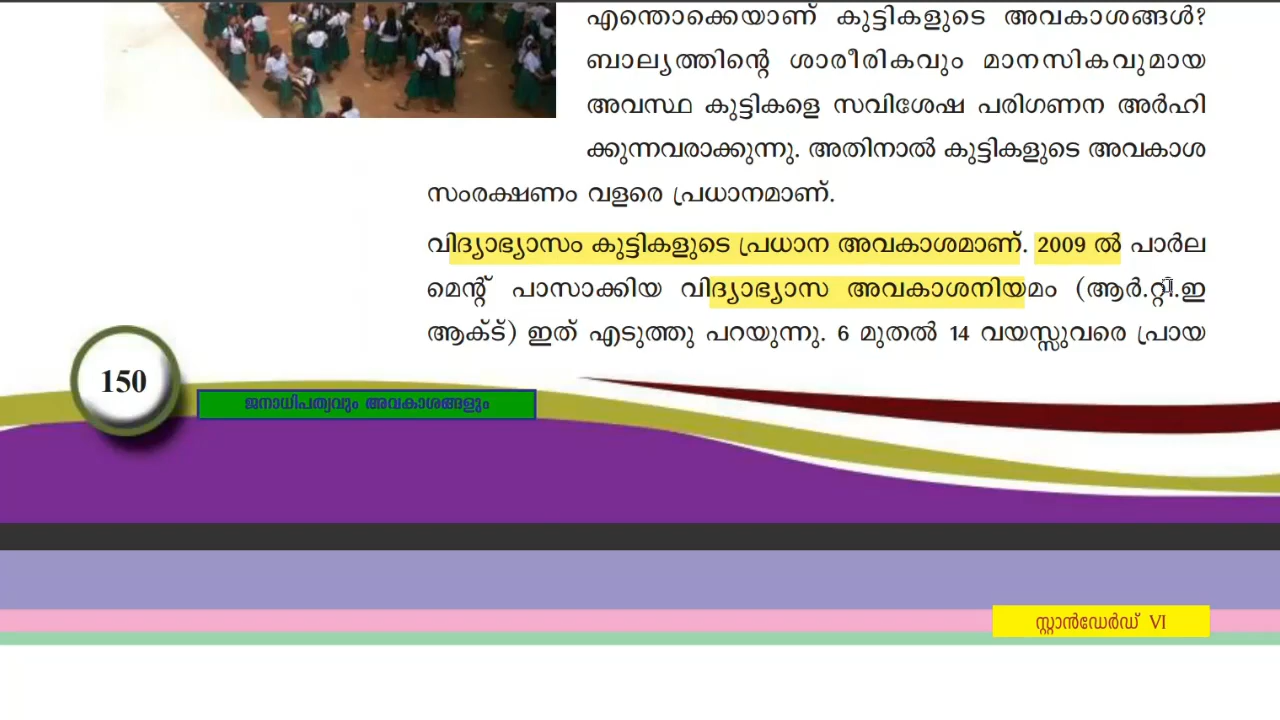 എന്തൊക്കെയാണ് കുട്ടികളുടെ അവകാശങ്ങൾ?
ബാല്യത്തിന്റെ ശാരീരികവും മാനസികവുമായ
അവസ്ഥ കുട്ടികളെ സവിശേഷ പരിഗണന അർഹി
ക്കുന്നവരാക്കുന്നു. അതിനാൽ കുട്ടികളുടെ അവകാശ
സംരക്ഷണം വളരെ പ്രധാനമാണ്.
വിദ്യാഭ്യാസം കുട്ടികളുടെ പ്രധാന അവകാശമാണ്. 2009 ൽ പാർല
മെന്റ് പാസാക്കിയ വിദ്യാഭ്യാസ അവകാശനിയമം (ആർ.റ്റി.ഇ
ആക്ട്) ഇത് എടുത്തു പറയുന്നു. 6 മുതൽ 14 വയസ്സുവരെ പ്രായ
150
ജനാധിപത്യവും അവകാശങ്ങളും
സ്റ്റാൻഡേർഡ് VI